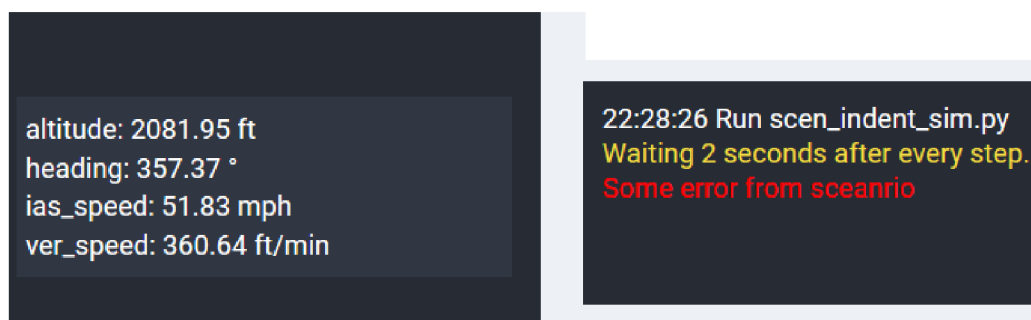 altitude: 2081.95 ft
heading: 357.37 °
ias_speed: 51.83 mph
ver_speed: 360.64 ft/min
22:28:26 Run scen_indent_sim.py
Waiting 2 seconds after every step.
Some error from sceanrio